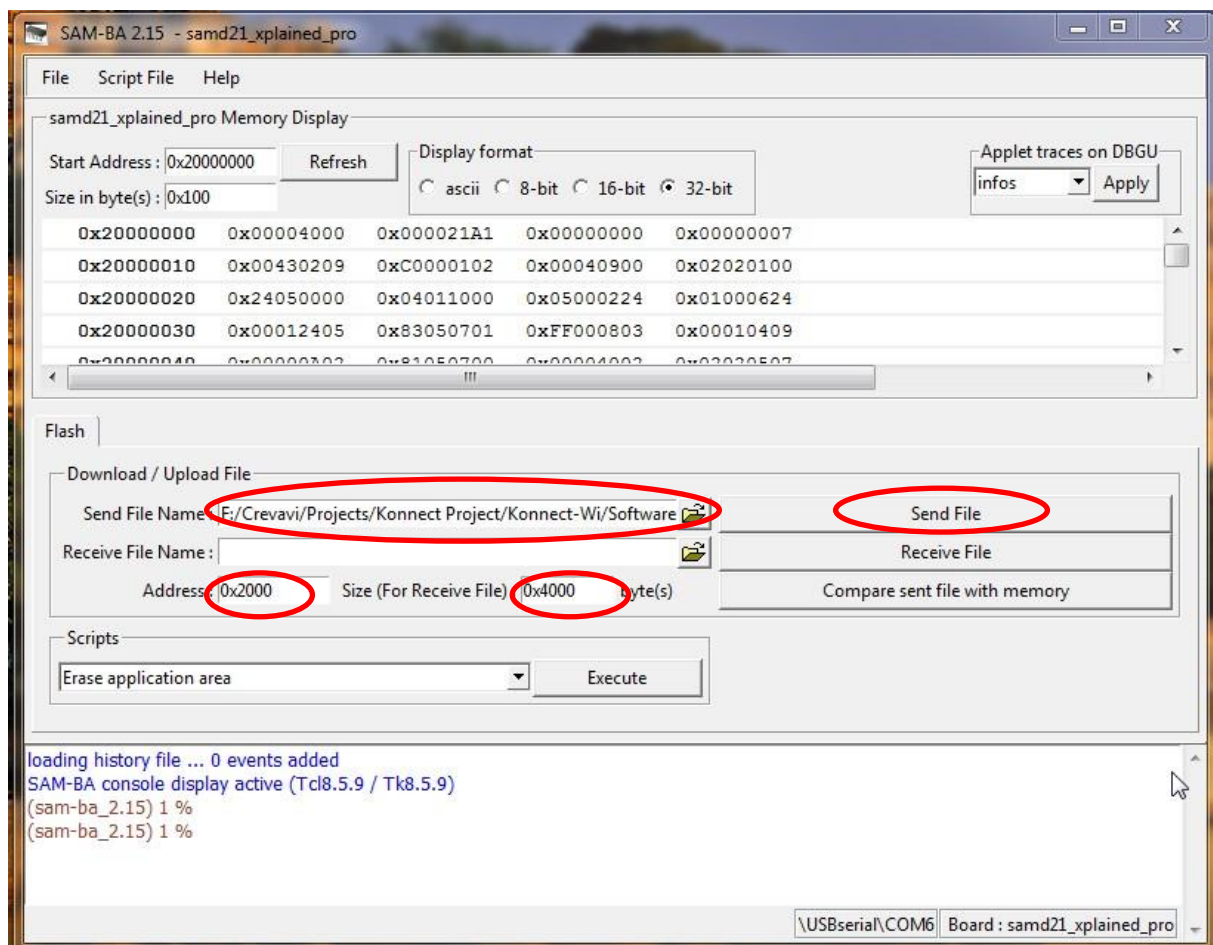 SAM-BA 2.15 - samd21_xplained_pro
File Script File Help
samd21_xplained_pro Memory Display
Start Address : 0x20000000 Refresh
Size in byte(s) : 0x100
Display format
ascii 8-bit 16-bit 32-bit
Applet traces on DBGU
infos Apply
0x20000000 0x00004000 0x000021A1 0x00000000 0x00000007
0x20000010 0x00430209 0xC0000102 0x00040900 0x02020100
0x20000020 0x24050000 0x04011000 0x05000224 0x01000624
0x20000030 0x00012405 0x83050701 0xFF000803 0x00010409
Flash
Download / Upload File
Send File Name : F:/Crevavi/Projects/Konnect Project/Konnect-Wi/Software Send File
Receive File Name : Receive File
Address : 0x2000 Size (For Receive File) 0x4000 byte(s) Compare sent file with memory
Scripts
Erase application area Execute
loading history file ... 0 events added
SAM-BA console display active (Tcl8.5.9 / Tk8.5.9)
(sam-ba_2.15) 1 %
(sam-ba_2.15) 1 %
\USBserial\COM6 Board : samd21_xplained_pro